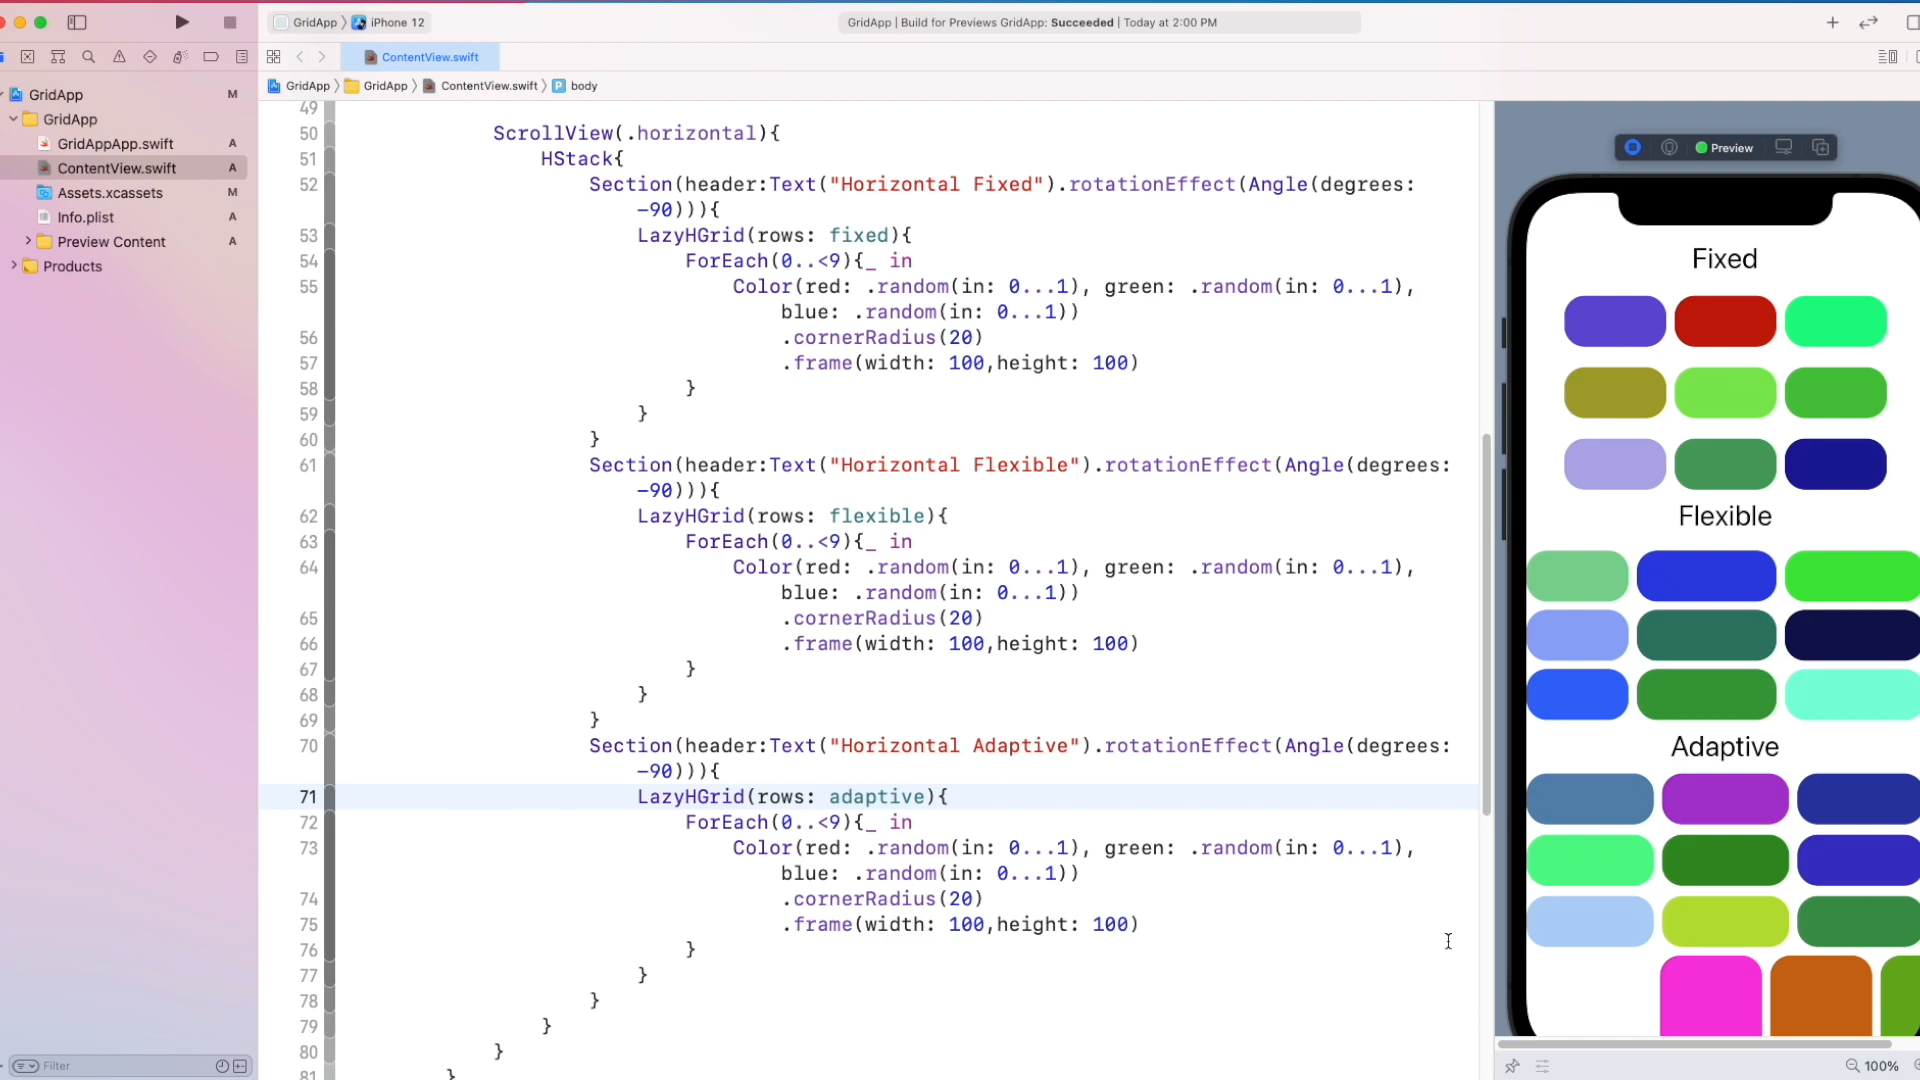 GridApp 〉 iPhone 12
GridApp | Build for Previews GridApp: Succeeded | Today at 2:00 PM
ContentView.swift
GridApp 〉 GridApp 〉 ContentView.swift 〉 P body
GridApp M
GridApp
GridAppApp.swift A
ContentView.swift A
Assets.xcassets M
Info.plist A
Preview Content A
Products
Filter
49
50 ScrollView(.horizontal){
51 HStack{
52 Section(header:Text("Horizontal Fixed").rotationEffect(Angle(degrees:
-90))){
53 LazyHGrid(rows: fixed){
54 ForEach(0..<9){_ in
55 Color(red: .random(in: 0...1), green: .random(in: 0...1),
blue: .random(in: 0...1))
56 .cornerRadius(20)
57 .frame(width: 100,height: 100)
58 }
59 }
60 }
61 Section(header:Text("Horizontal Flexible").rotationEffect(Angle(degrees:
-90))){
62 LazyHGrid(rows: flexible){
63 ForEach(0..<9){_ in
64 Color(red: .random(in: 0...1), green: .random(in: 0...1),
blue: .random(in: 0...1))
65 .cornerRadius(20)
66 .frame(width: 100,height: 100)
67 }
68 }
69 }
70 Section(header:Text("Horizontal Adaptive").rotationEffect(Angle(degrees:
-90))){
71 LazyHGrid(rows: adaptive){
72 ForEach(0..<9){_ in
73 Color(red: .random(in: 0...1), green: .random(in: 0...1),
blue: .random(in: 0...1))
74 .cornerRadius(20)
75 .frame(width: 100,height: 100)
76 }
77 }
78 }
79 }
80 }
81 }
Preview
Fixed
Flexible
Adaptive
100%